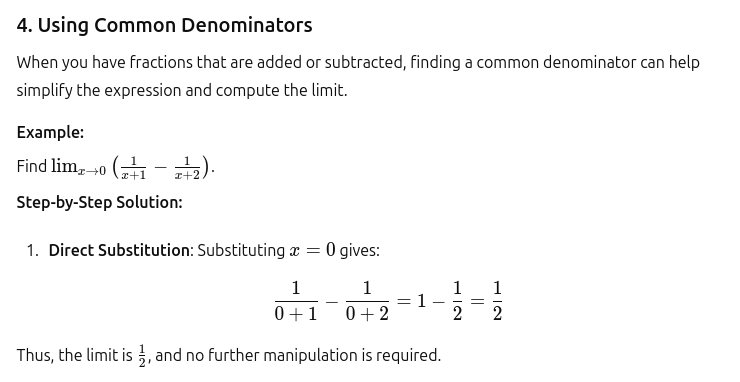 4. Using Common Denominators
When you have fractions that are added or subtracted, finding a common denominator can help
simplify the expression and compute the limit.
Example:
Find lim_{x→0} (\frac{1}{x+1} − \frac{1}{x+2}).
Step-by-Step Solution:
1. Direct Substitution: Substituting x = 0 gives:
\frac{1}{0+1} − \frac{1}{0+2} = 1 − \frac{1}{2} = \frac{1}{2}
Thus, the limit is \frac{1}{2}, and no further manipulation is required.